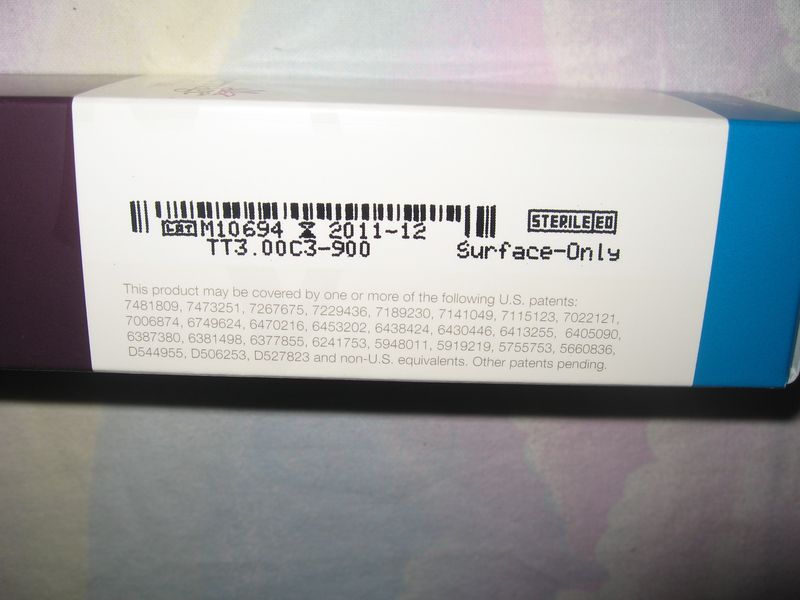 LOT M10694 2011-12
TT3.00C3-900
STERILE EO
Surface-Only
This product may be covered by one or more of the following U.S. patents:
7481809, 7473251, 7267675, 7229436, 7189230, 7141049, 7115123, 7022121,
7006874, 6749624, 6470216, 6453202, 6438424, 6430446, 6413255, 6405090,
6387380, 6381498, 6377855, 6241753, 5948011, 5919219, 5755753, 5660836,
D544955, D506253, D527823 and non-U.S. equivalents. Other patents pending.